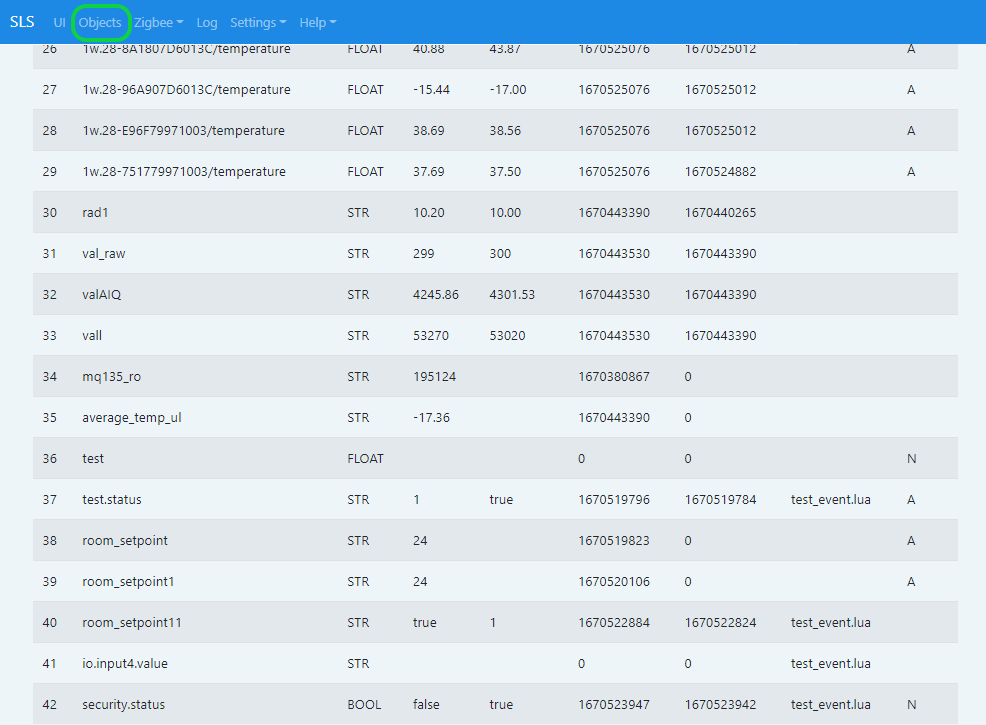 SLS UI Objects Zigbee Log Settings Help
26 1w.28-8A1807D6013C/temperature FLOAT 40.88 43.87 1670525076 1670525012 A
27 1w.28-96A907D6013C/temperature FLOAT -15.44 -17.00 1670525076 1670525012 A
28 1w.28-E96F79971003/temperature FLOAT 38.69 38.56 1670525076 1670525012 A
29 1w.28-751779971003/temperature FLOAT 37.69 37.50 1670525076 1670524882 A
30 rad1 STR 10.20 10.00 1670443390 1670440265
31 val_raw STR 299 300 1670443530 1670443390
32 valAIQ STR 4245.86 4301.53 1670443530 1670443390
33 vall STR 53270 53020 1670443530 1670443390
34 mq135_ro STR 195124 1670380867 0
35 average_temp_ul STR -17.36 1670443390 0
36 test FLOAT 0 0 N
37 test.status STR 1 true 1670519796 1670519784 test_event.lua A
38 room_setpoint STR 24 1670519823 0 A
39 room_setpoint1 STR 24 1670520106 0 A
40 room_setpoint11 STR true 1 1670522884 1670522824 test_event.lua
41 io.input4.value STR 0 0 test_event.lua
42 security.status BOOL false true 1670523947 1670523942 test_event.lua N